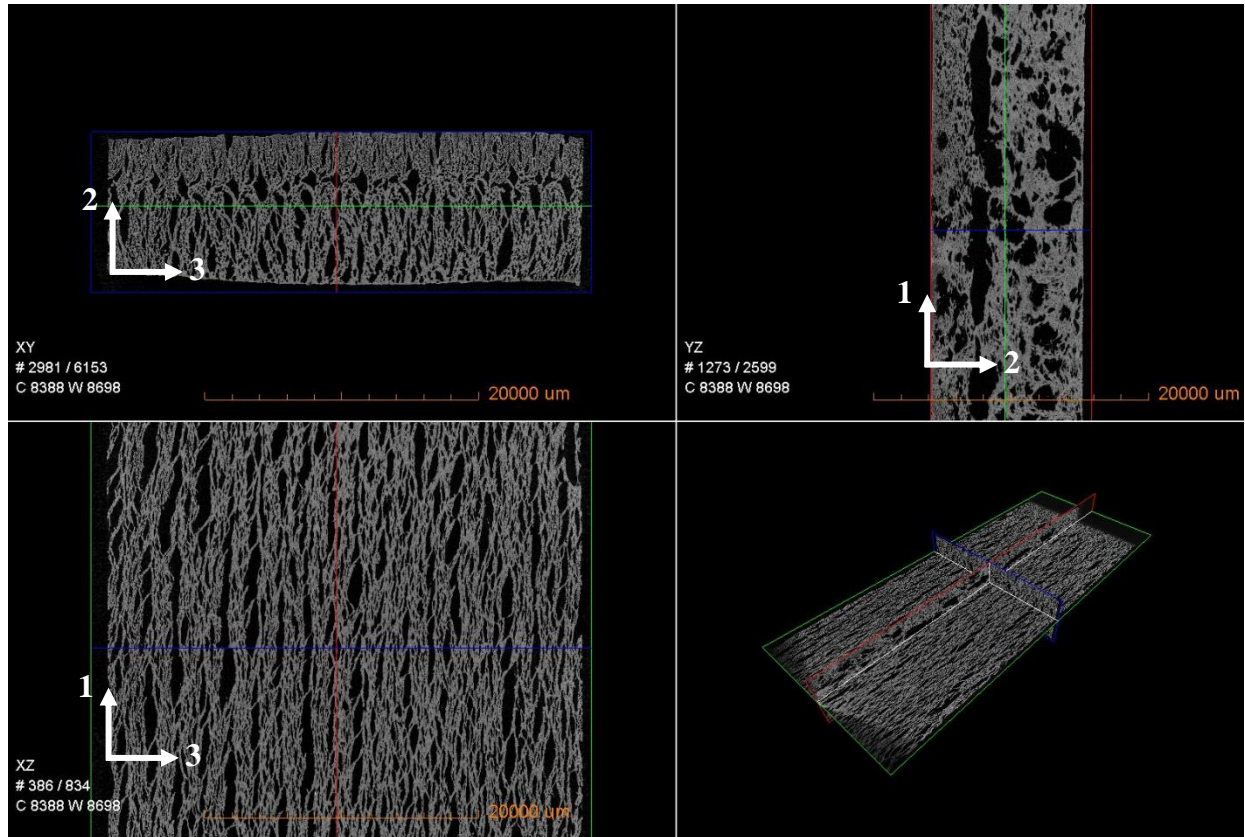 2
3
XY
# 2981 / 6153
C 8388 W 8698
20000 um
1
2
YZ
# 1273 / 2599
C 8388 W 8698
20000 um
1
3
XZ
# 386 / 834
C 8388 W 8698
20000 um